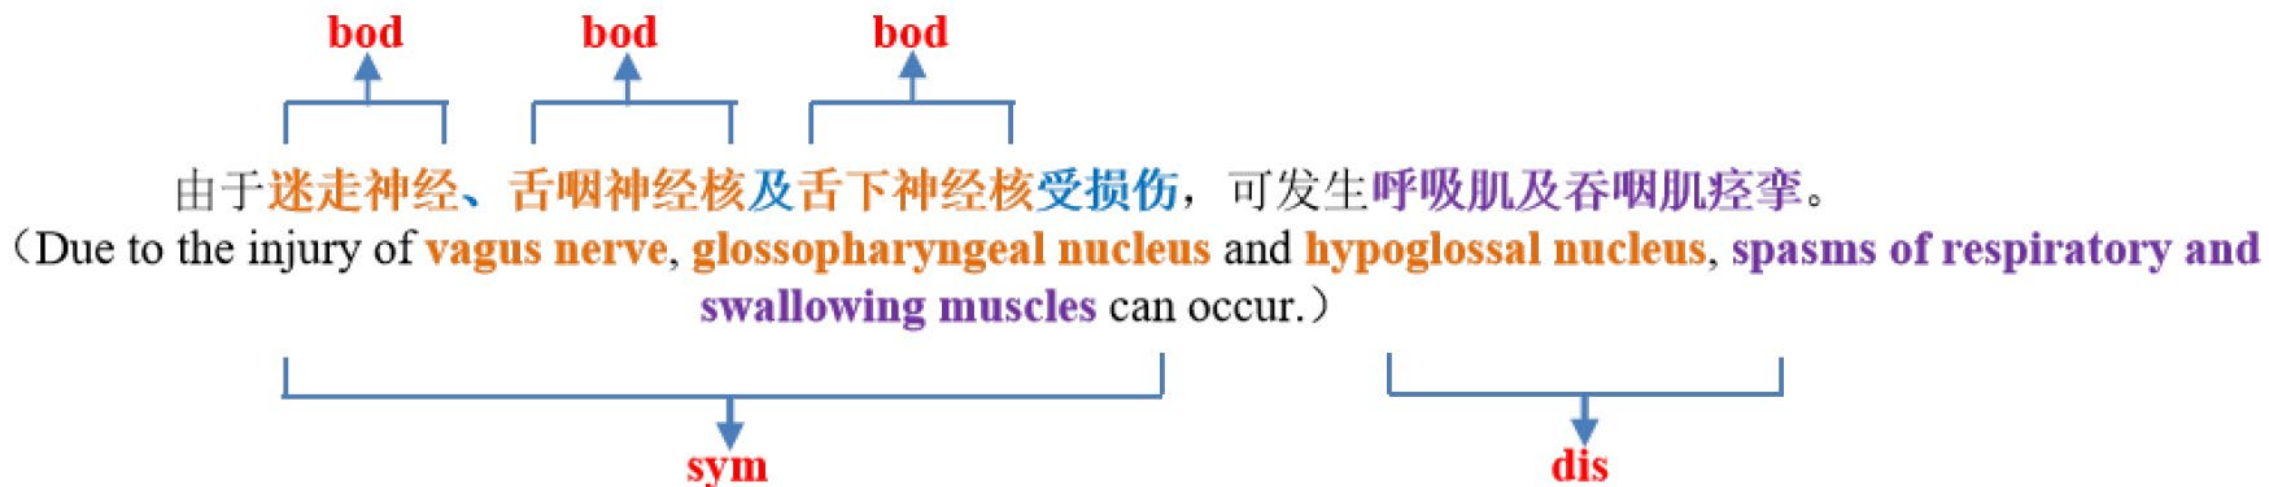 bod bod bod
由于迷走神经、舌咽神经核及舌下神经核受损伤，可发生呼吸肌及吞咽肌痉挛。
（Due to the injury of vagus nerve, glossopharyngeal nucleus and hypoglossal nucleus, spasms of respiratory and
swallowing muscles can occur.）
sym dis